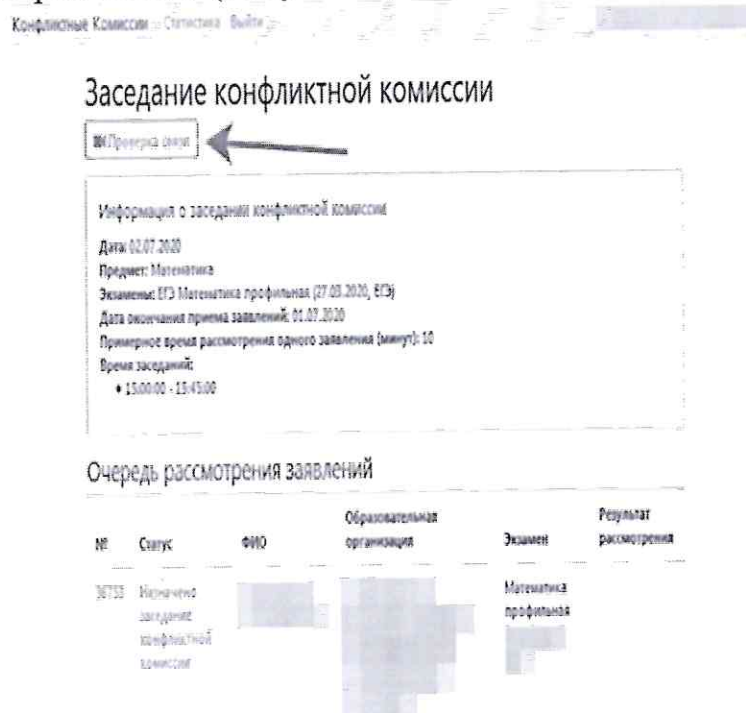 Конфликтные Комиссии Статистика Выйти
Заседание конфликтной комиссии
Проверка связи
Информация о заседании конфликтной комиссии
Дата: 02.07.2020
Предмет: Математика
Экзамены: ЕГЭ Математика профильная (27.03.2020, ЕГЭ)
Дата окончания приема заявлений: 01.07.2020
Примерное время рассмотрения одного заявления (минут): 10
Время заседаний:
• 15:00:00 - 15:45:00
Очередь рассмотрения заявлений
№ Статус ФИО Образовательная организация Экзамен Результат рассмотрения
36753 Назначено заседание конфликтной комиссии Математика профильная